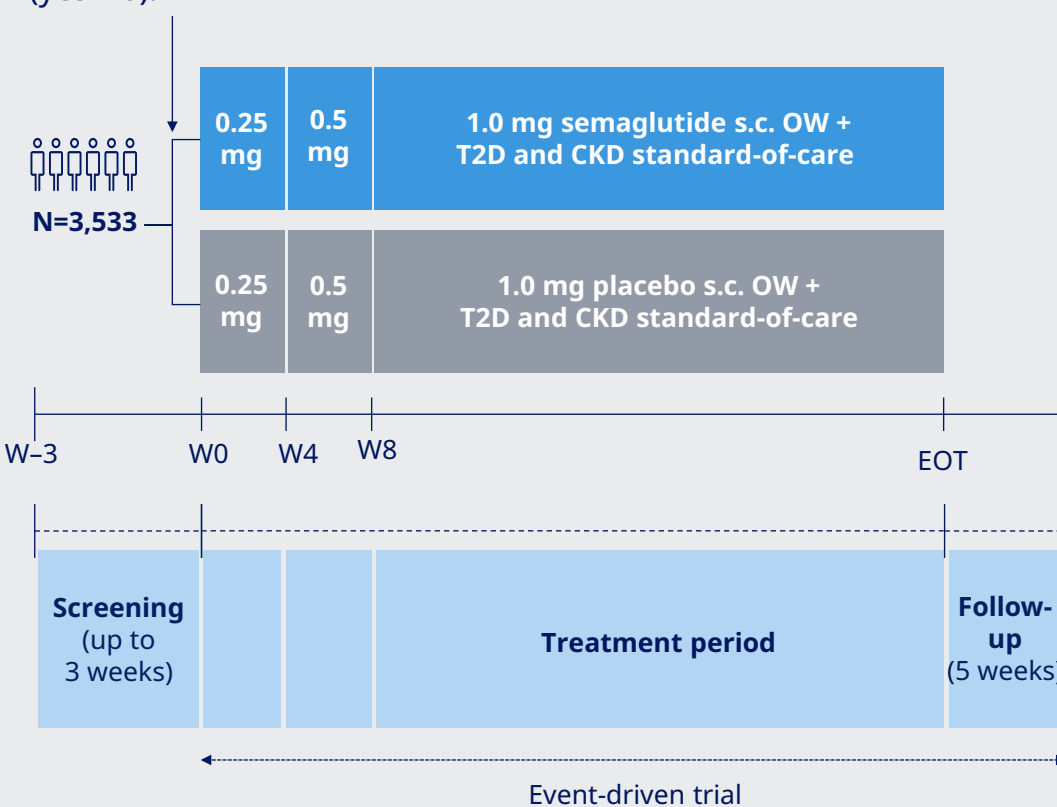 0.25
mg
0.5
mg
1.0 mg semaglutide s.c. OW +
T2D and CKD standard-of-care
N=3,533
0.25
mg
0.5
mg
1.0 mg placebo s.c. OW +
T2D and CKD standard-of-care
W–3
W0
W4
W8
EOT
Screening
(up to
3 weeks)
Treatment period
Follow-
up
(5 weeks)
Event-driven trial